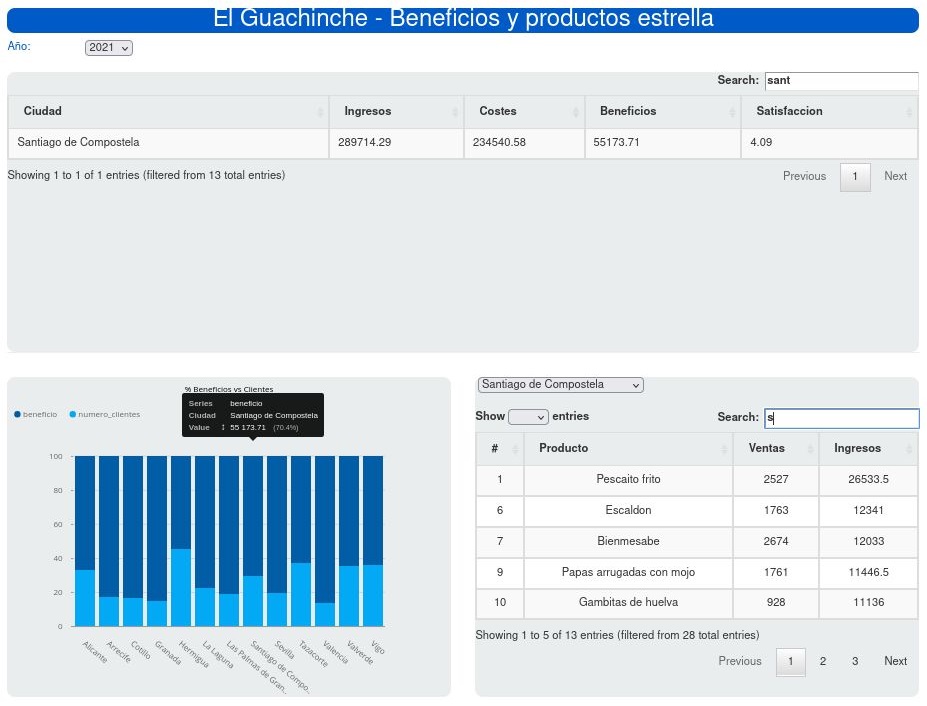 El Guachinche - Beneficios y productos estrella
Año: 2021
Search: sant
Ciudad Ingresos Costes Beneficios Satisfaccion
Santiago de Compostela 289714.29 234540.58 55173.71 4.09
Showing 1 to 1 of 1 entries (filtered from 13 total entries)
Previous 1 Next
% Beneficios vs Clientes
beneficio numero_clientes
Series beneficio
Ciudad Santiago de Compostela
Value : 55 173.71 (70.4%)
100
80
60
40
20
0
Alicante Arrecife Cotillo Granada Hermigua La Laguna Las Palmas de Gran... Santiago de Compo... Sevilla Tazacorte Valencia Valverde Vigo
Santiago de Compostela
Show entries Search: s
# Producto Ventas Ingresos
1 Pescaito frito 2527 26533.5
6 Escaldon 1763 12341
7 Bienmesabe 2674 12033
9 Papas arrugadas con mojo 1761 11446.5
10 Gambitas de huelva 928 11136
Showing 1 to 5 of 13 entries (filtered from 28 total entries)
Previous 1 2 3 Next